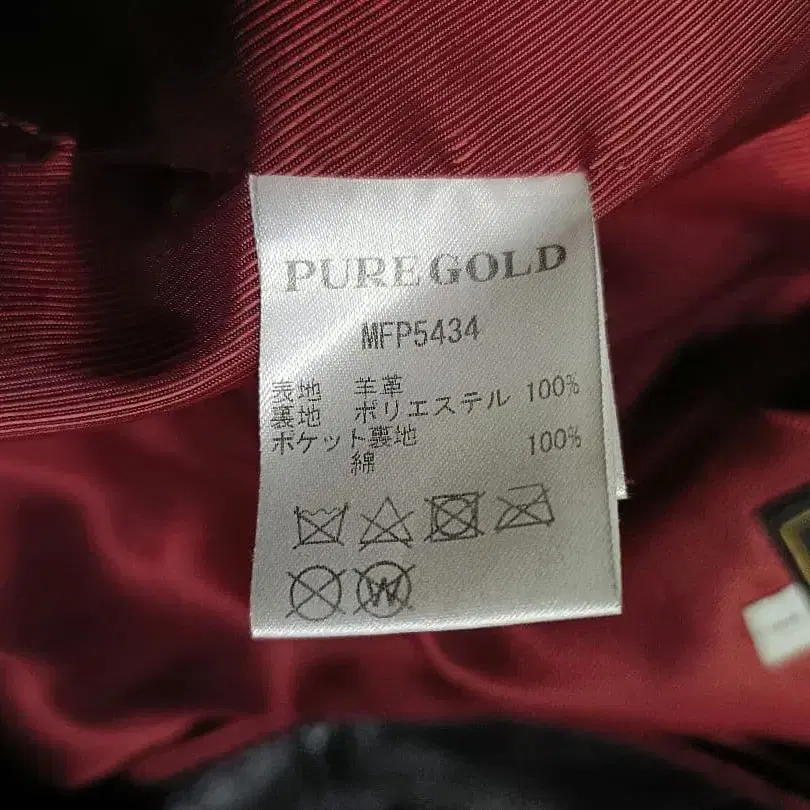 PURE GOLD
MFP5434
表地 羊革
裏地 ポリエステル 100%
ポケット裏地
綿 100%
W